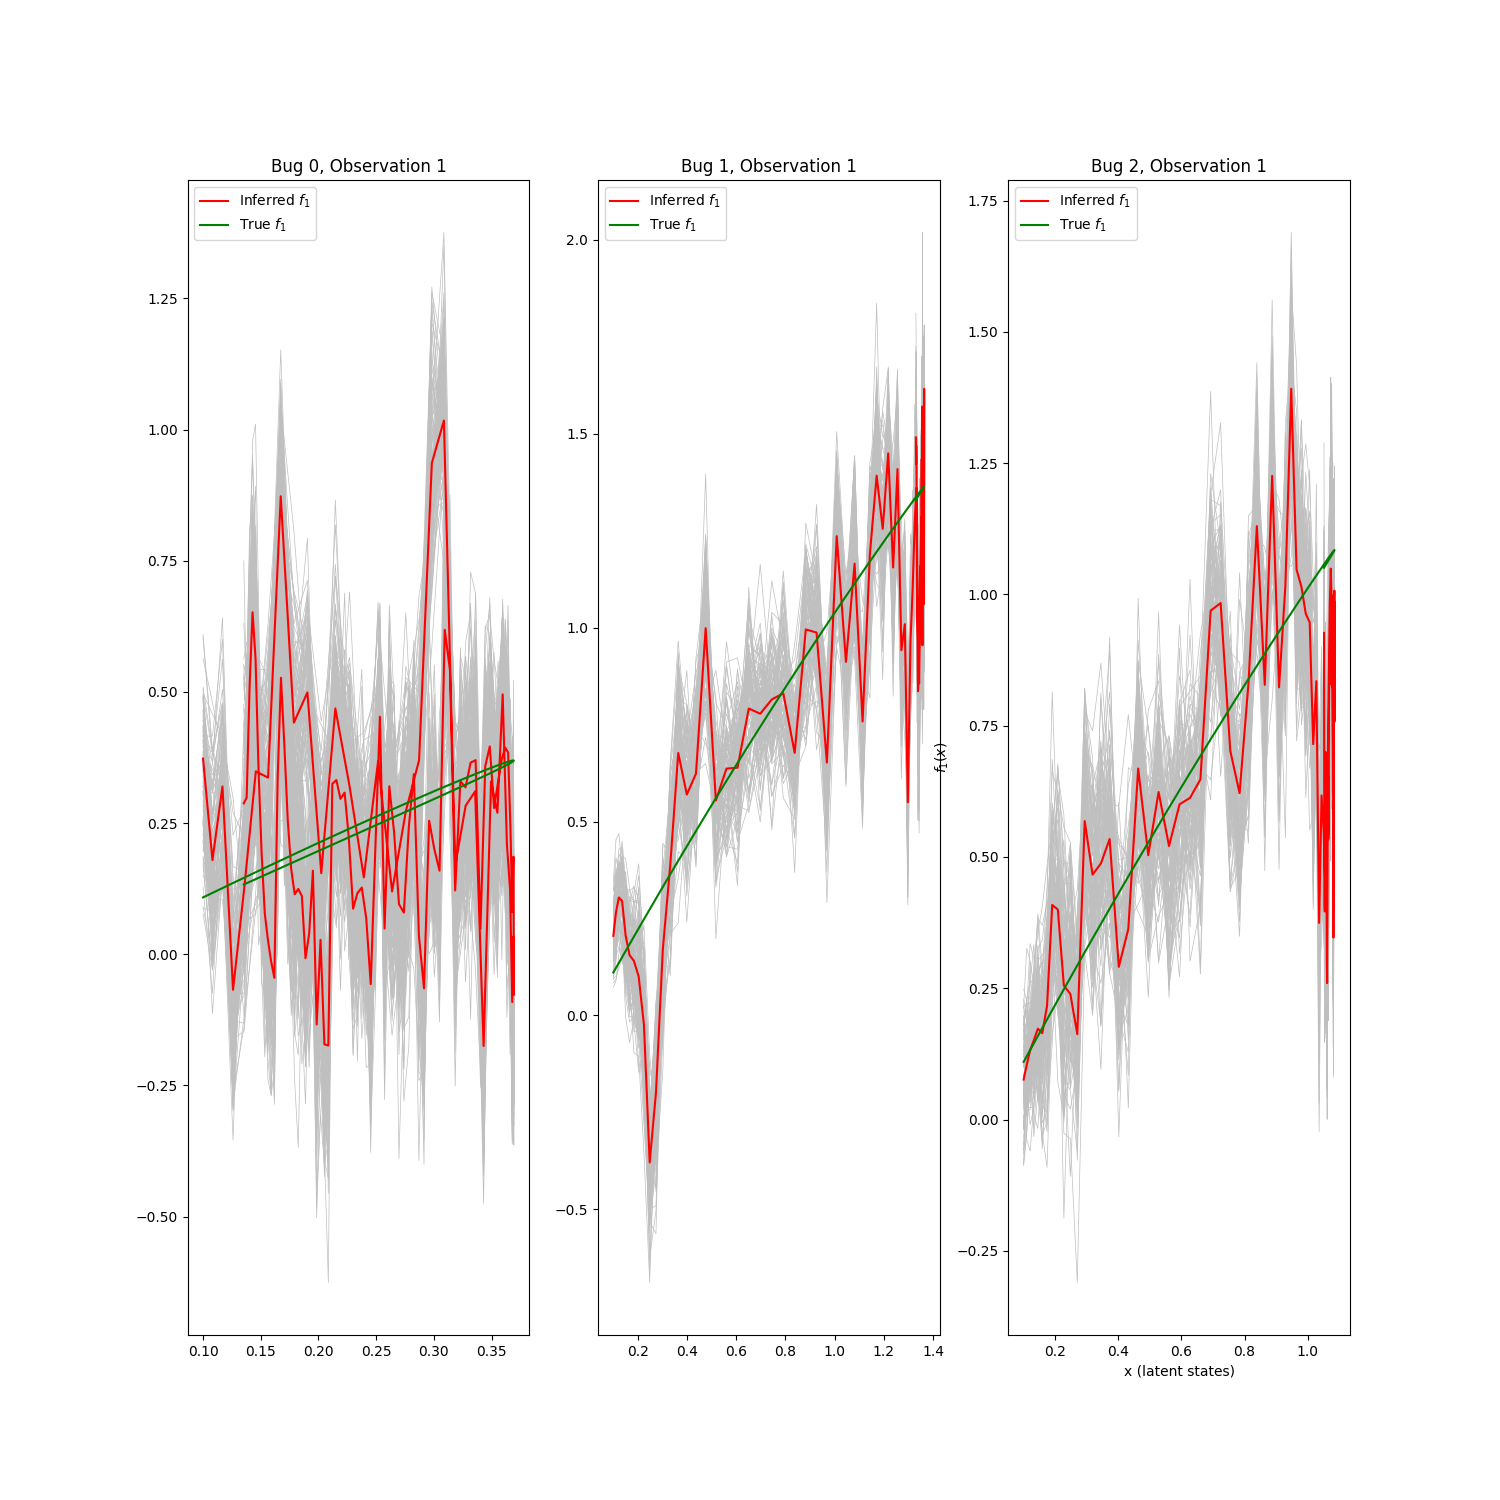 Bug 0, Observation 1
Inferred f₁
True f₁
1.25
1.00
0.75
0.50
0.25
0.00
−0.25
−0.50
0.10 0.15 0.20 0.25 0.30 0.35
Bug 1, Observation 1
Inferred f₁
True f₁
2.0
1.5
1.0
0.5
0.0
−0.5
0.2 0.4 0.6 0.8 1.0 1.2 1.4
Bug 2, Observation 1
Inferred f₁
True f₁
f₁(x)
1.75
1.50
1.25
1.00
0.75
0.50
0.25
0.00
−0.25
0.2 0.4 0.6 0.8 1.0
x (latent states)